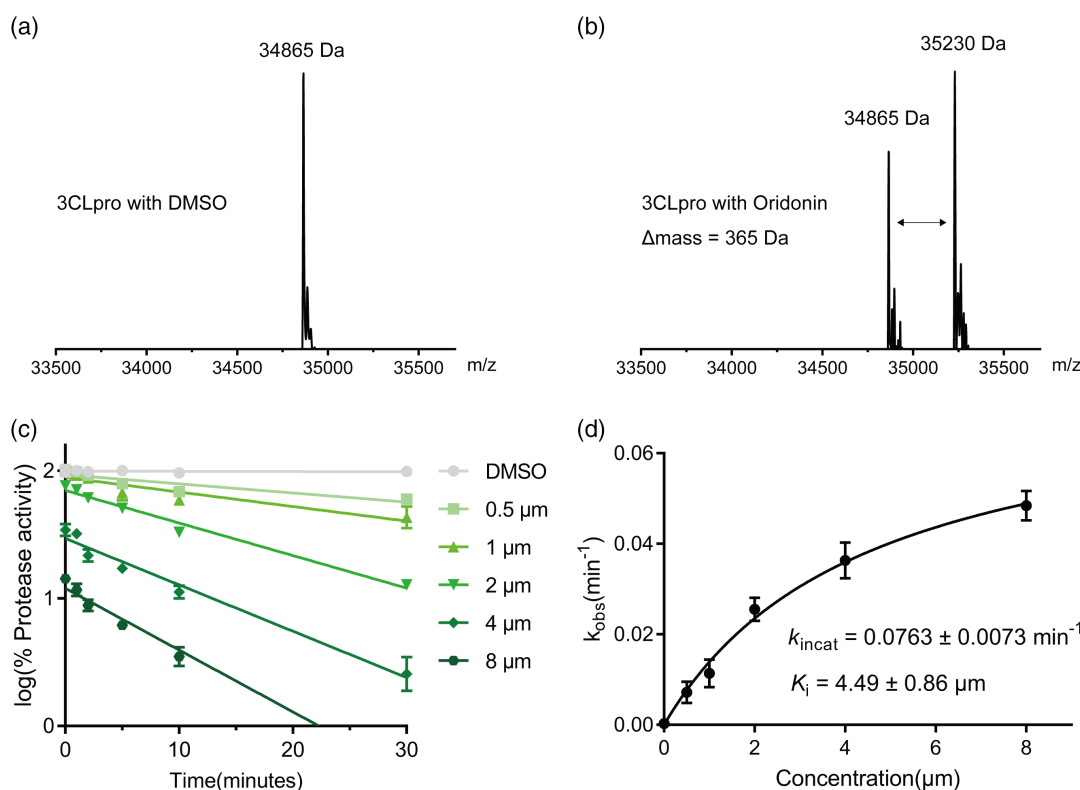 (a)
34865 Da
3CLpro with DMSO
33500 34000 34500 35000 35500 m/z
(b)
35230 Da
34865 Da
3CLpro with Oridonin
Δmass = 365 Da
33500 34000 34500 35000 35500 m/z
(c)
log(% Protease activity)
2
1
0
0 10 20 30
Time(minutes)
DMSO
0.5 µm
1 µm
2 µm
4 µm
8 µm
(d)
kobs(min-1)
0.06
0.04
0.02
0.00
kincat = 0.0763 ± 0.0073 min-1
Ki = 4.49 ± 0.86 µm
0 2 4 6 8
Concentration(µm)